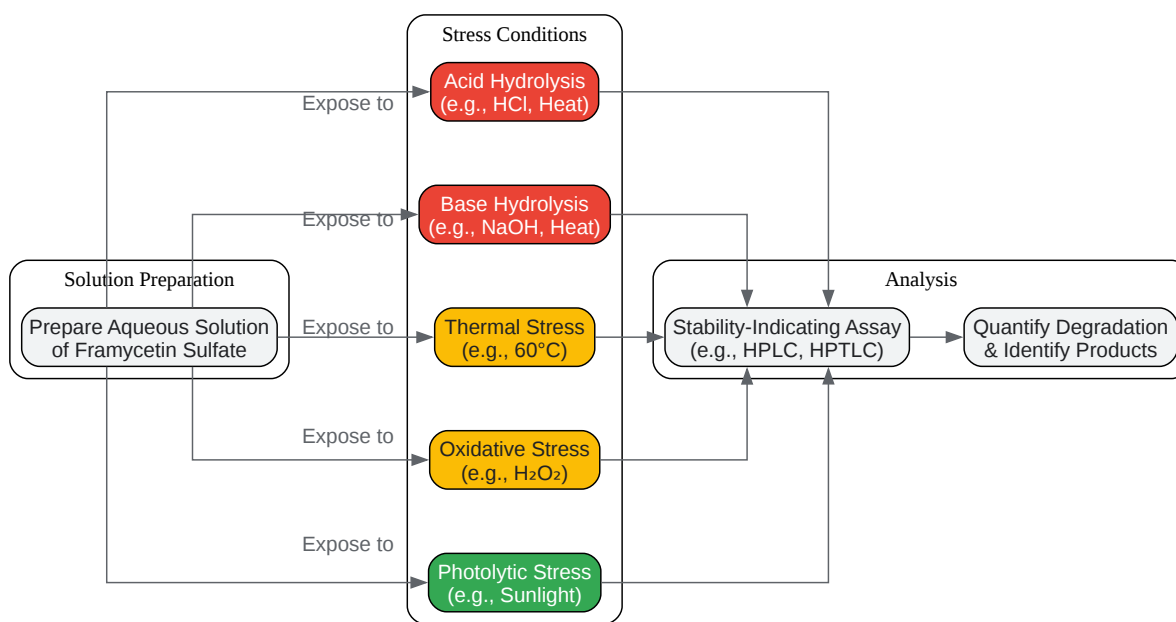 Stress Conditions
Acid Hydrolysis
(e.g., HCl, Heat)
Expose to
Base Hydrolysis
(e.g., NaOH, Heat)
Expose to
Solution Preparation
Analysis
Prepare Aqueous Solution
of Framycetin Sulfate
Expose to
Thermal Stress
(e.g., 60°C)
Stability-Indicating Assay
(e.g., HPLC, HPTLC)
Quantify Degradation
& Identify Products
Expose to
Oxidative Stress
(e.g., H₂O₂)
Expose to
Photolytic Stress
(e.g., Sunlight)